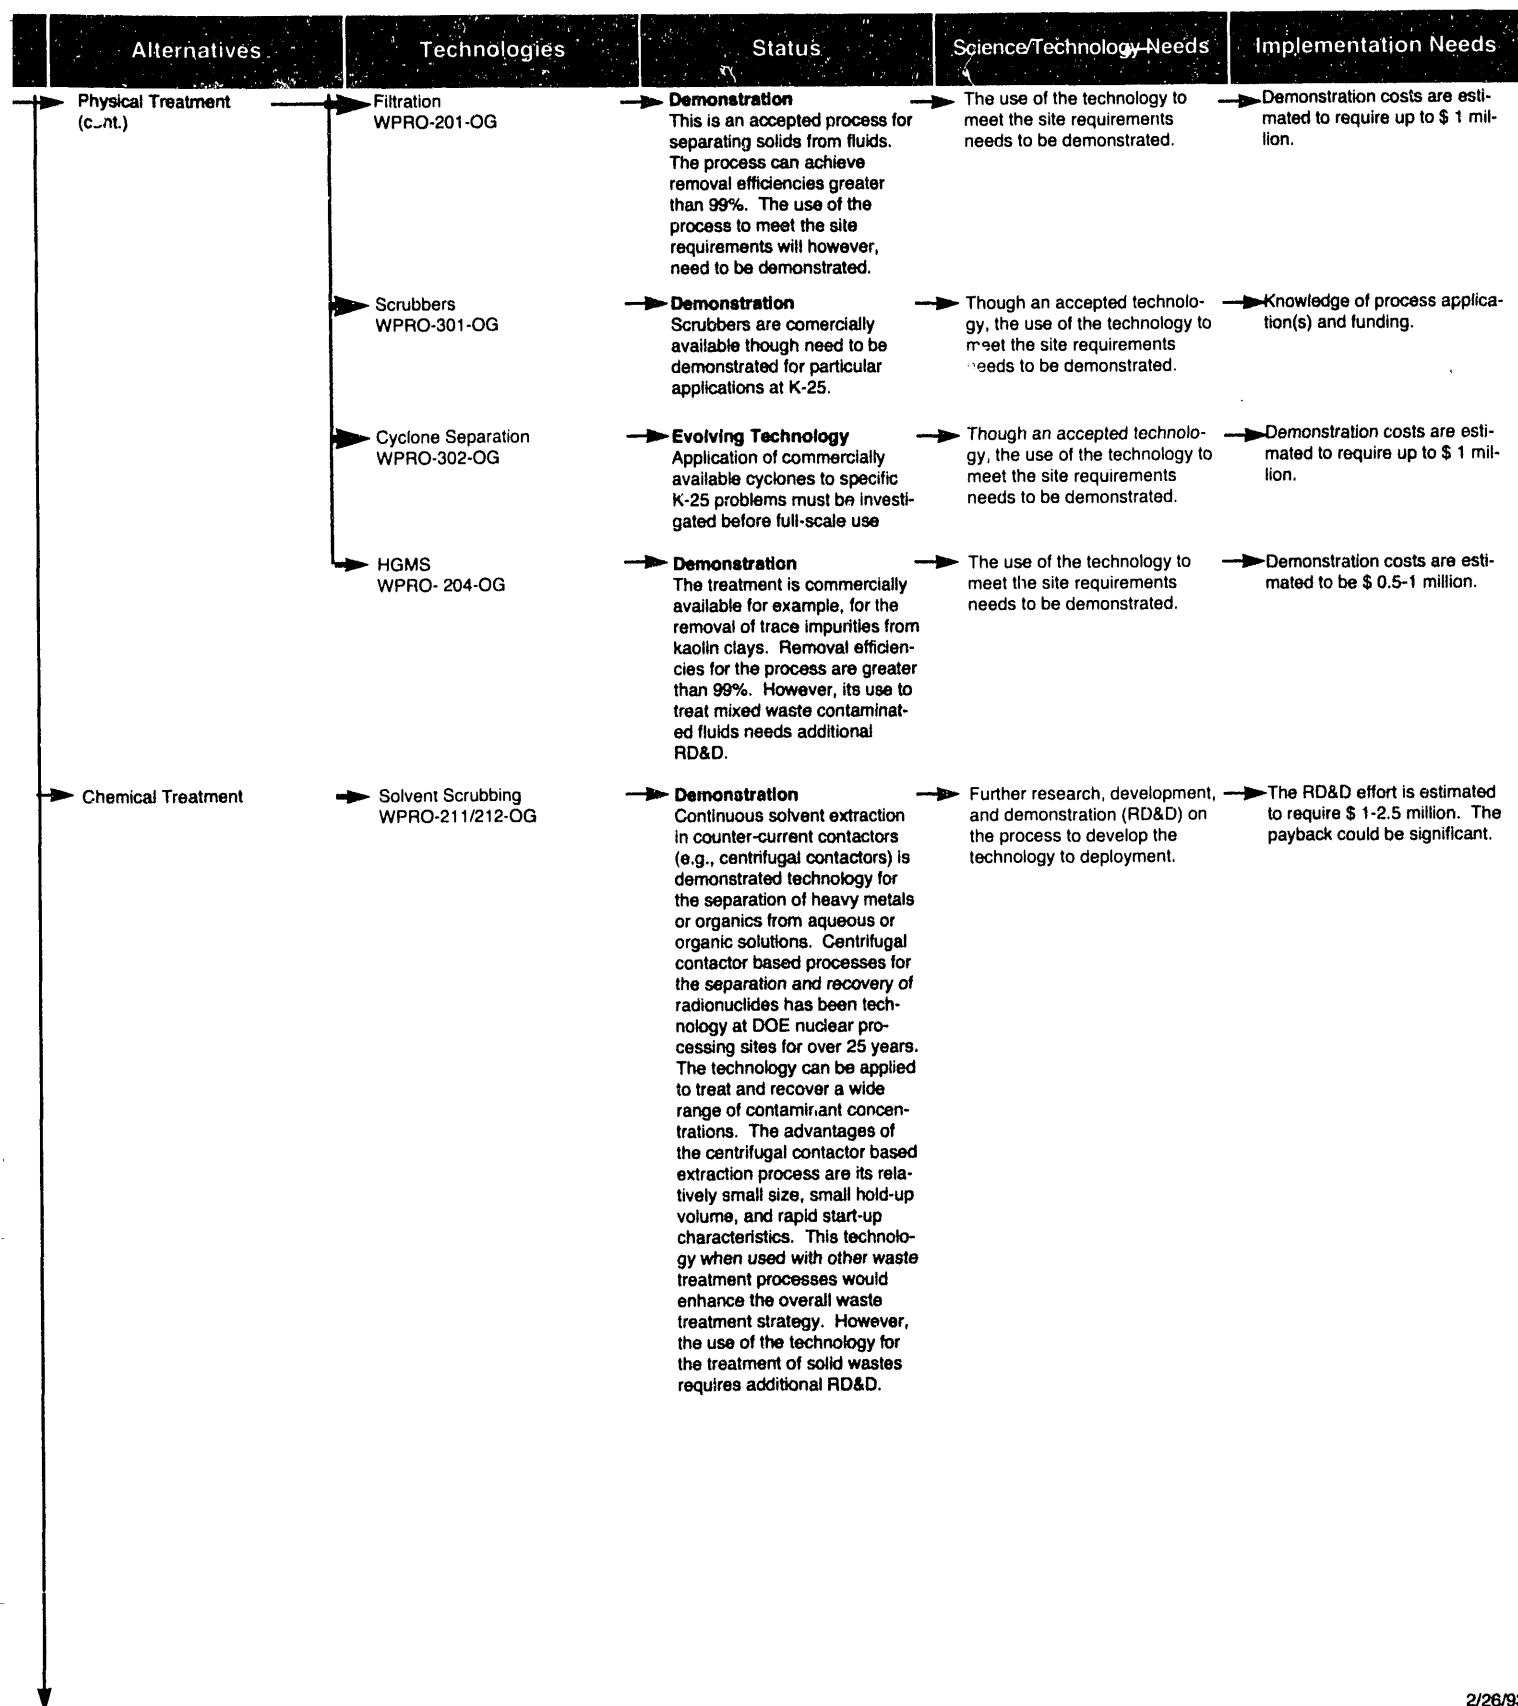 Alternatives
Technologies
Status
Science/Technology Needs
Implementation Needs
Physical Treatment
Filtration
WPRO-201-OG
Demonstration
This is an accepted process for
separating solids from fluids.
The process can achieve
removal efficiencies greater
than 99%. The use of the
process to meet the site
requirements will however,
need to be demonstrated.
The use of the technology to
meet the site requirements
needs to be demonstrated.
Demonstration costs are esti-
mated to require up to $ 1 mil-
lion.
Scrubbers
WPRO-301-OG
Demonstration
Scrubbers are comercially
available though need to be
demonstrated for particular
applications at K-25.
Though an accepted technolo-
gy, the use of the technology to
meet the site requirements
needs to be demonstrated.
Knowledge of process applica-
tion(s) and funding.
Cyclone Separation
WPRO-302-OG
Evolving Technology
Application of commercially
available cyclones to specific
K-25 problems must be investi-
gated before full-scale use
Though an accepted technolo-
gy, the use of the technology to
meet the site requirements
needs to be demonstrated.
Demonstration costs are esti-
mated to require up to $ 1 mil-
lion.
HGMS
WPRO- 204-OG
Demonstration
The treatment is commercially
available for example, for the
removal of trace impurities from
kaolin clays. Removal efficien-
cies for the process are greater
than 99%. However, its use to
treat mixed waste contaminat-
ed fluids needs additional
RD&D.
The use of the technology to
meet the site requirements
needs to be demonstrated.
Demonstration costs are esti-
mated to be $ 0.5-1 million.
Chemical Treatment
Solvent Scrubbing
WPRO-211/212-OG
Demonstration
Continuous solvent extraction
in counter-current contactors
(e.g., centrifugal contactors) is
demonstrated technology for
the separation of heavy metals
or organics from aqueous or
organic solutions. Centrifugal
contactor based processes for
the separation and recovery of
radionuclides has been tech-
nology at DOE nuclear pro-
cessing sites for over 25 years.
The technology can be applied
to treat and recover a wide
range of contaminant concen-
trations. The advantages of
the centrifugal contactor based
extraction process are its rela-
tively small size, small hold-up
volume, and rapid start-up
characteristics. This technolo-
gy when used with other waste
treatment processes would
enhance the overall waste
treatment strategy. However,
the use of the technology for
the treatment of solid wastes
requires additional RD&D.
Further research, development,
and demonstration (RD&D) on
the process to develop the
technology to deployment.
The RD&D effort is estimated
to require $ 1-2.5 million. The
payback could be significant.